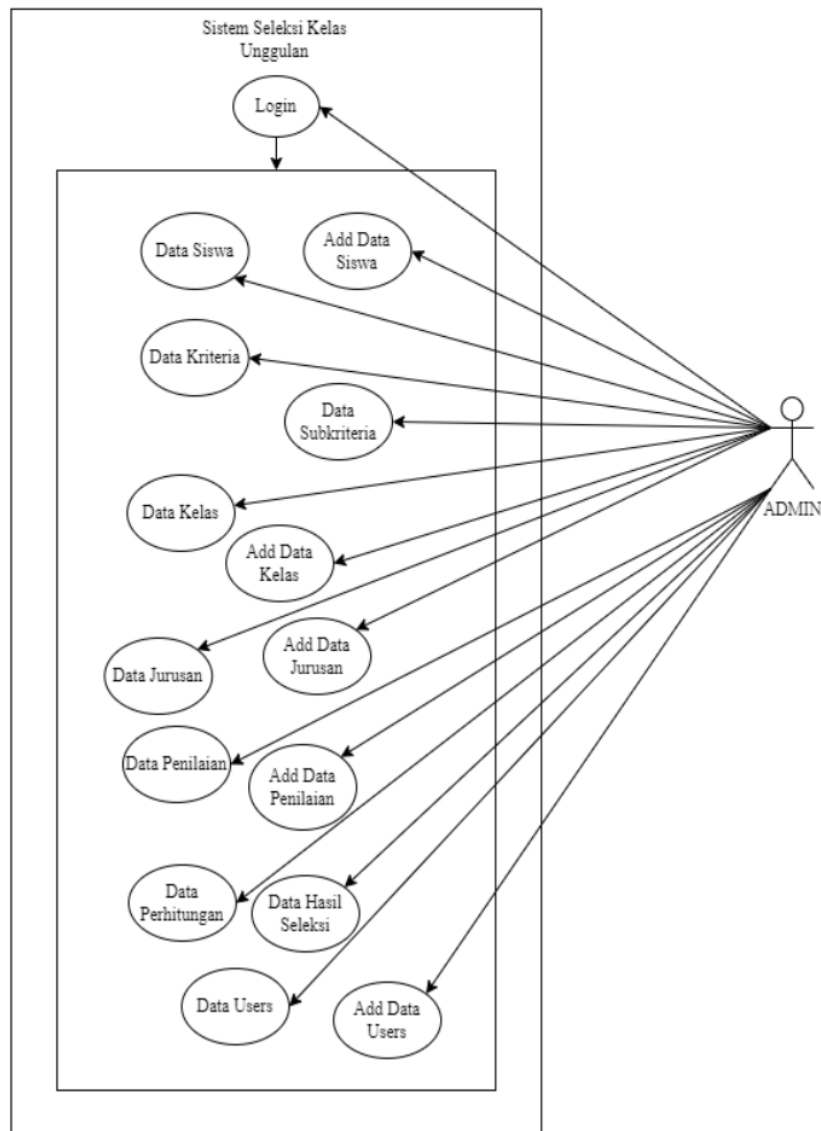 Sistem Seleksi Kelas
Unggulan
Login
Data Siswa
Add Data
Siswa
Data Kriteria
Data
Subkriteria
ADMIN
Data Kelas
Add Data
Kelas
Add Data
Jurusan
Data Jurusan
Data Penilaian
Add Data
Penilaian
Data
Perhitungan
Data Hasil
Seleksi
Data Users
Add Data
Users